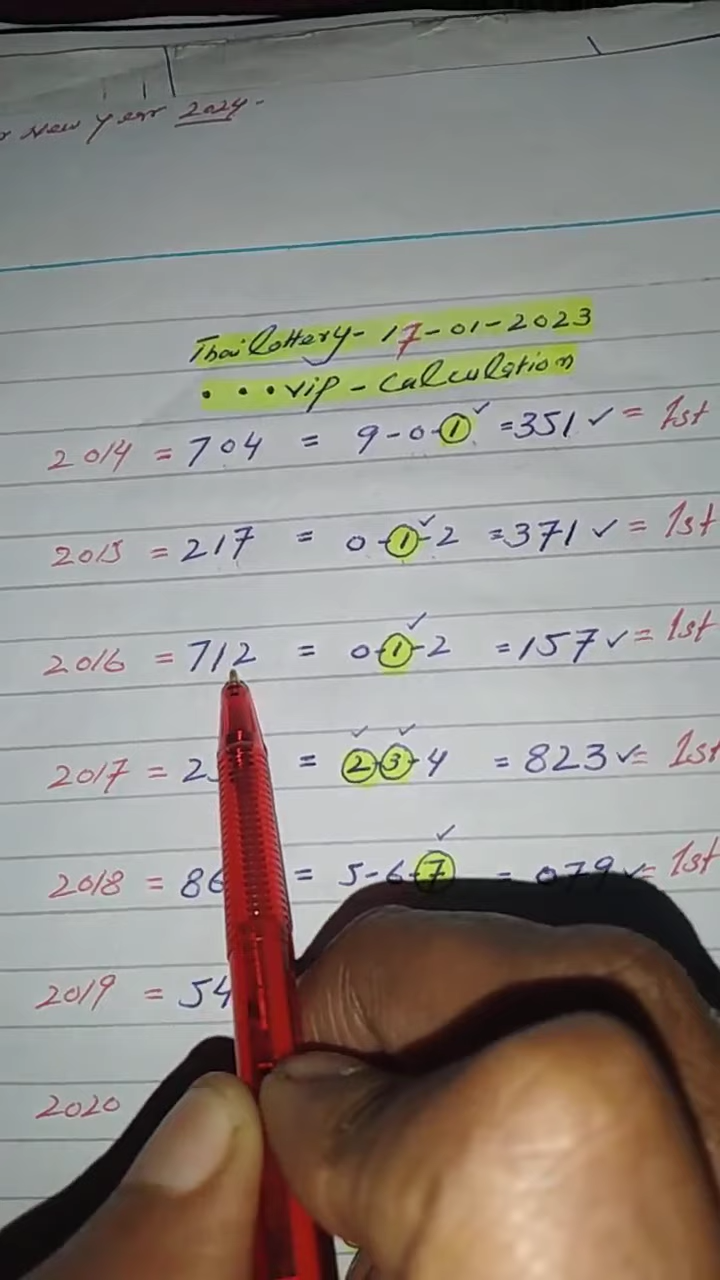 New Year 2024-
Thai Lottery- 17-01-2023
...vip-calculation
2014 = 704 = 9-0-1 ✓ =351 ✓ = 1st
2015 = 217 = 0-1-2 ✓ =371 ✓ = 1st
2016 = 712 = 0-1-2 ✓ =157 ✓ = 1st
2017 = 2 = 2-3-4 ✓ ✓ =823 ✓ = 1st
2018 = 86 = 5-6-7 ✓ = 079 ✓ = 1st
2019 = 54
2020